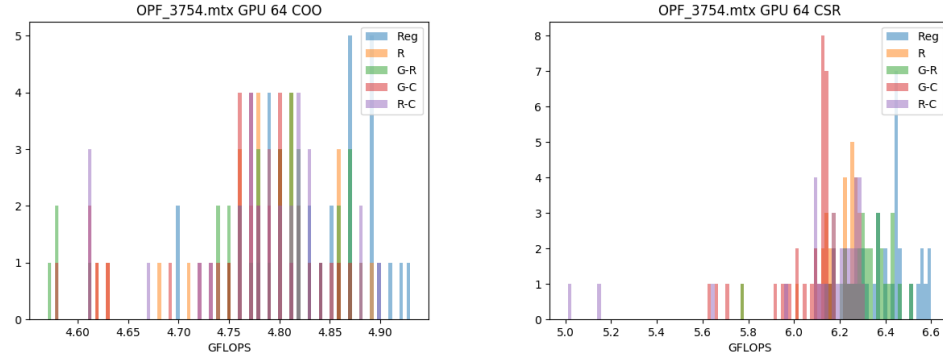 OPF_3754.mtx GPU 64 COO
5
4
3
2
1
0
Reg
R
G-R
G-C
R-C
4.60 4.65 4.70 4.75 4.80 4.85 4.90
GFLOPS
OPF_3754.mtx GPU 64 CSR
8
7
6
5
4
3
2
1
0
Reg
R
G-R
G-C
R-C
5.0 5.2 5.4 5.6 5.8 6.0 6.2 6.4 6.6
GFLOPS